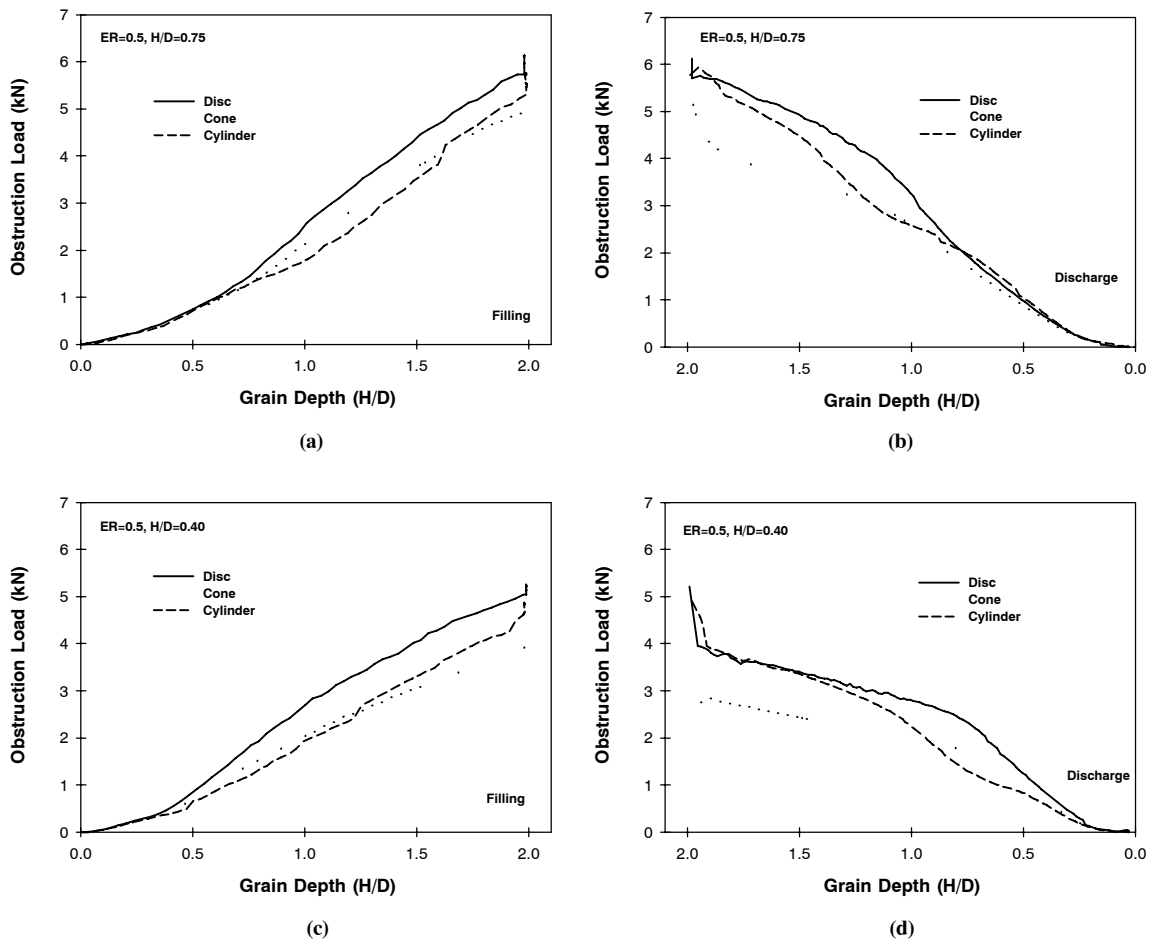 7
6
5
4
3
2
1
0
Obstruction Load (kN)
ER=0.5, H/D=0.75
Disc
Cone
Cylinder
Filling
0.0
0.5
1.0
1.5
2.0
Grain Depth (H/D)
(a)
7
6
5
4
3
2
1
0
Obstruction Load (kN)
ER=0.5, H/D=0.75
Disc
Cone
Cylinder
Discharge
2.0
1.5
1.0
0.5
0.0
Grain Depth (H/D)
(b)
7
6
5
4
3
2
1
0
Obstruction Load (kN)
ER=0.5, H/D=0.40
Disc
Cone
Cylinder
Filling
0.0
0.5
1.0
1.5
2.0
Grain Depth (H/D)
(c)
7
6
5
4
3
2
1
0
Obstruction Load (kN)
ER=0.5, H/D=0.40
Disc
Cone
Cylinder
Discharge
2.0
1.5
1.0
0.5
0.0
Grain Depth (H/D)
(d)